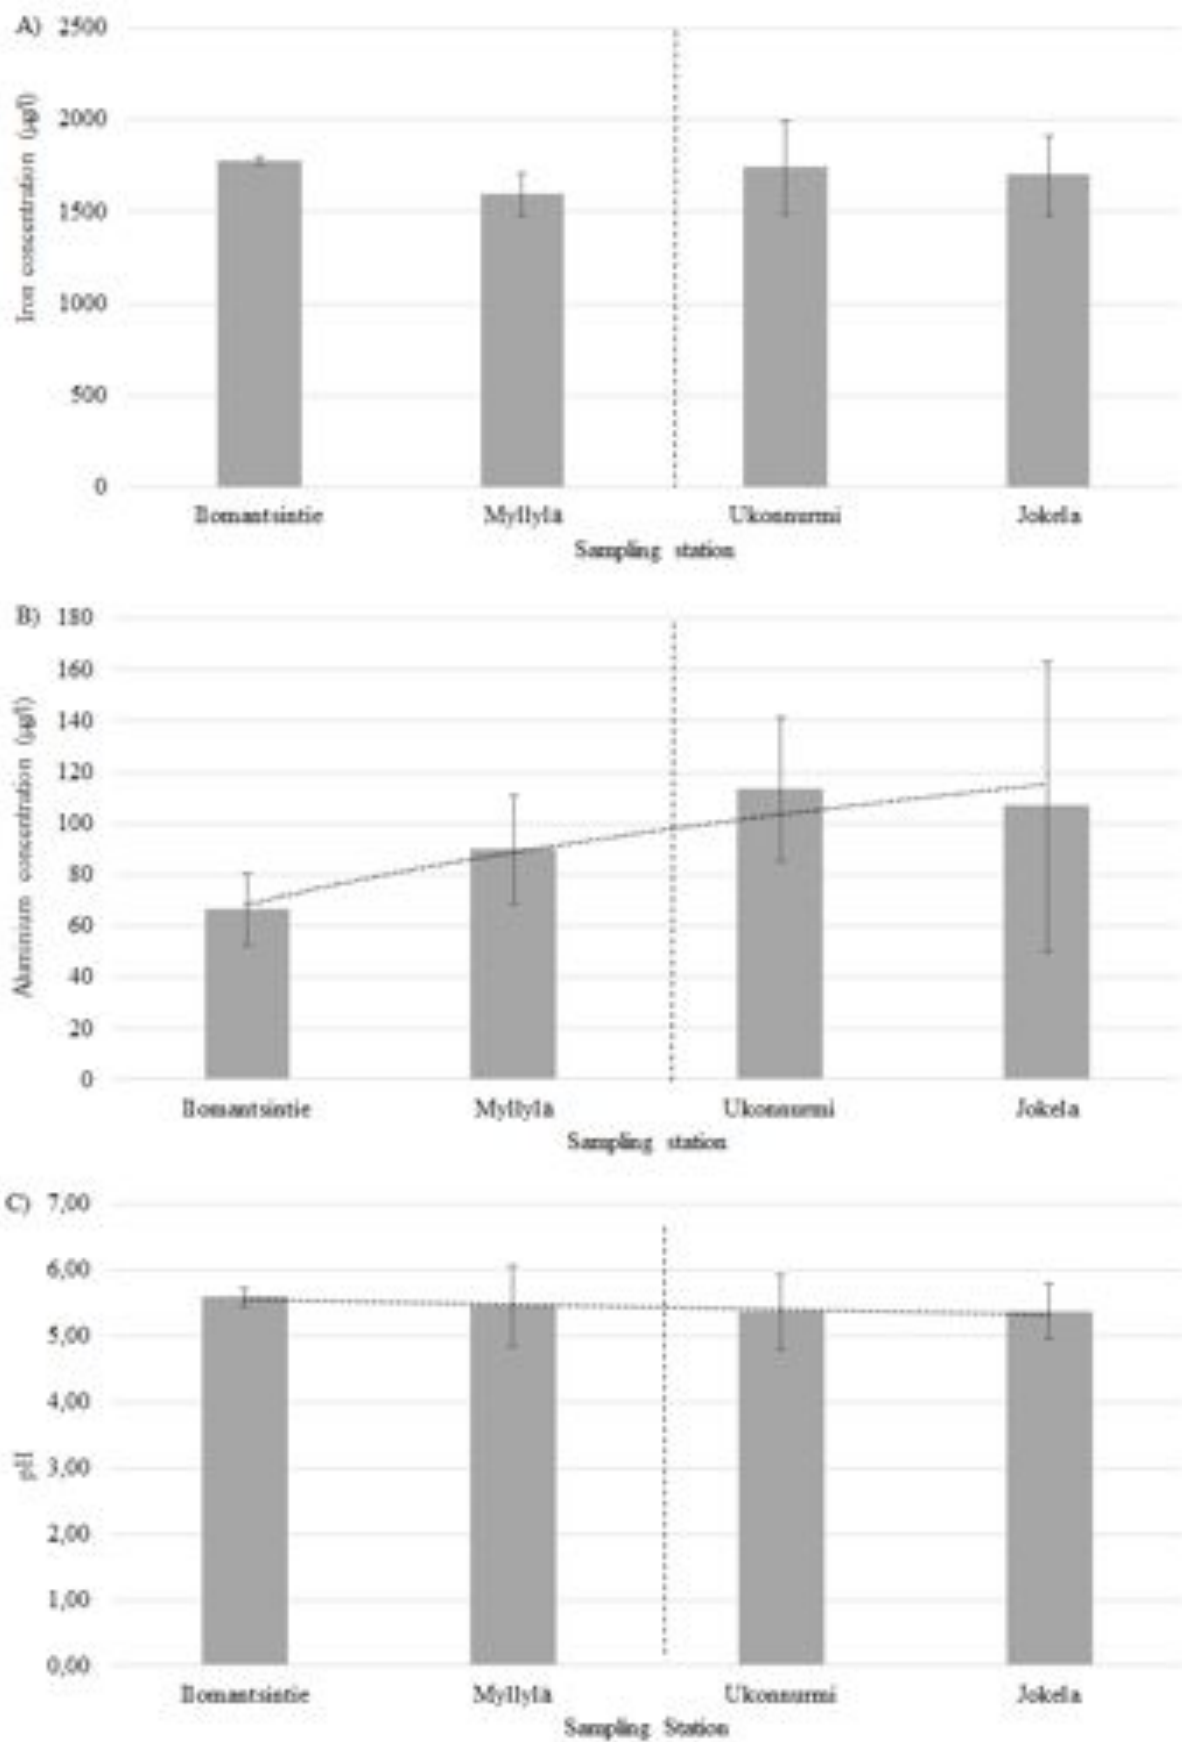 A) 2500
2000
1500
1000
500
0
Iron concentration (µg/l)
Ilomantsintie Myllylä Ukonnurmi Jokela
Sampling station
B) 180
160
140
120
100
80
60
40
20
0
Aluminium concentration (µg/l)
Ilomantsintie Myllylä Ukonnurmi Jokela
Sampling station
C) 7,00
6,00
5,00
4,00
3,00
2,00
1,00
0,00
pH
Ilomantsintie Myllylä Ukonnurmi Jokela
Sampling Station